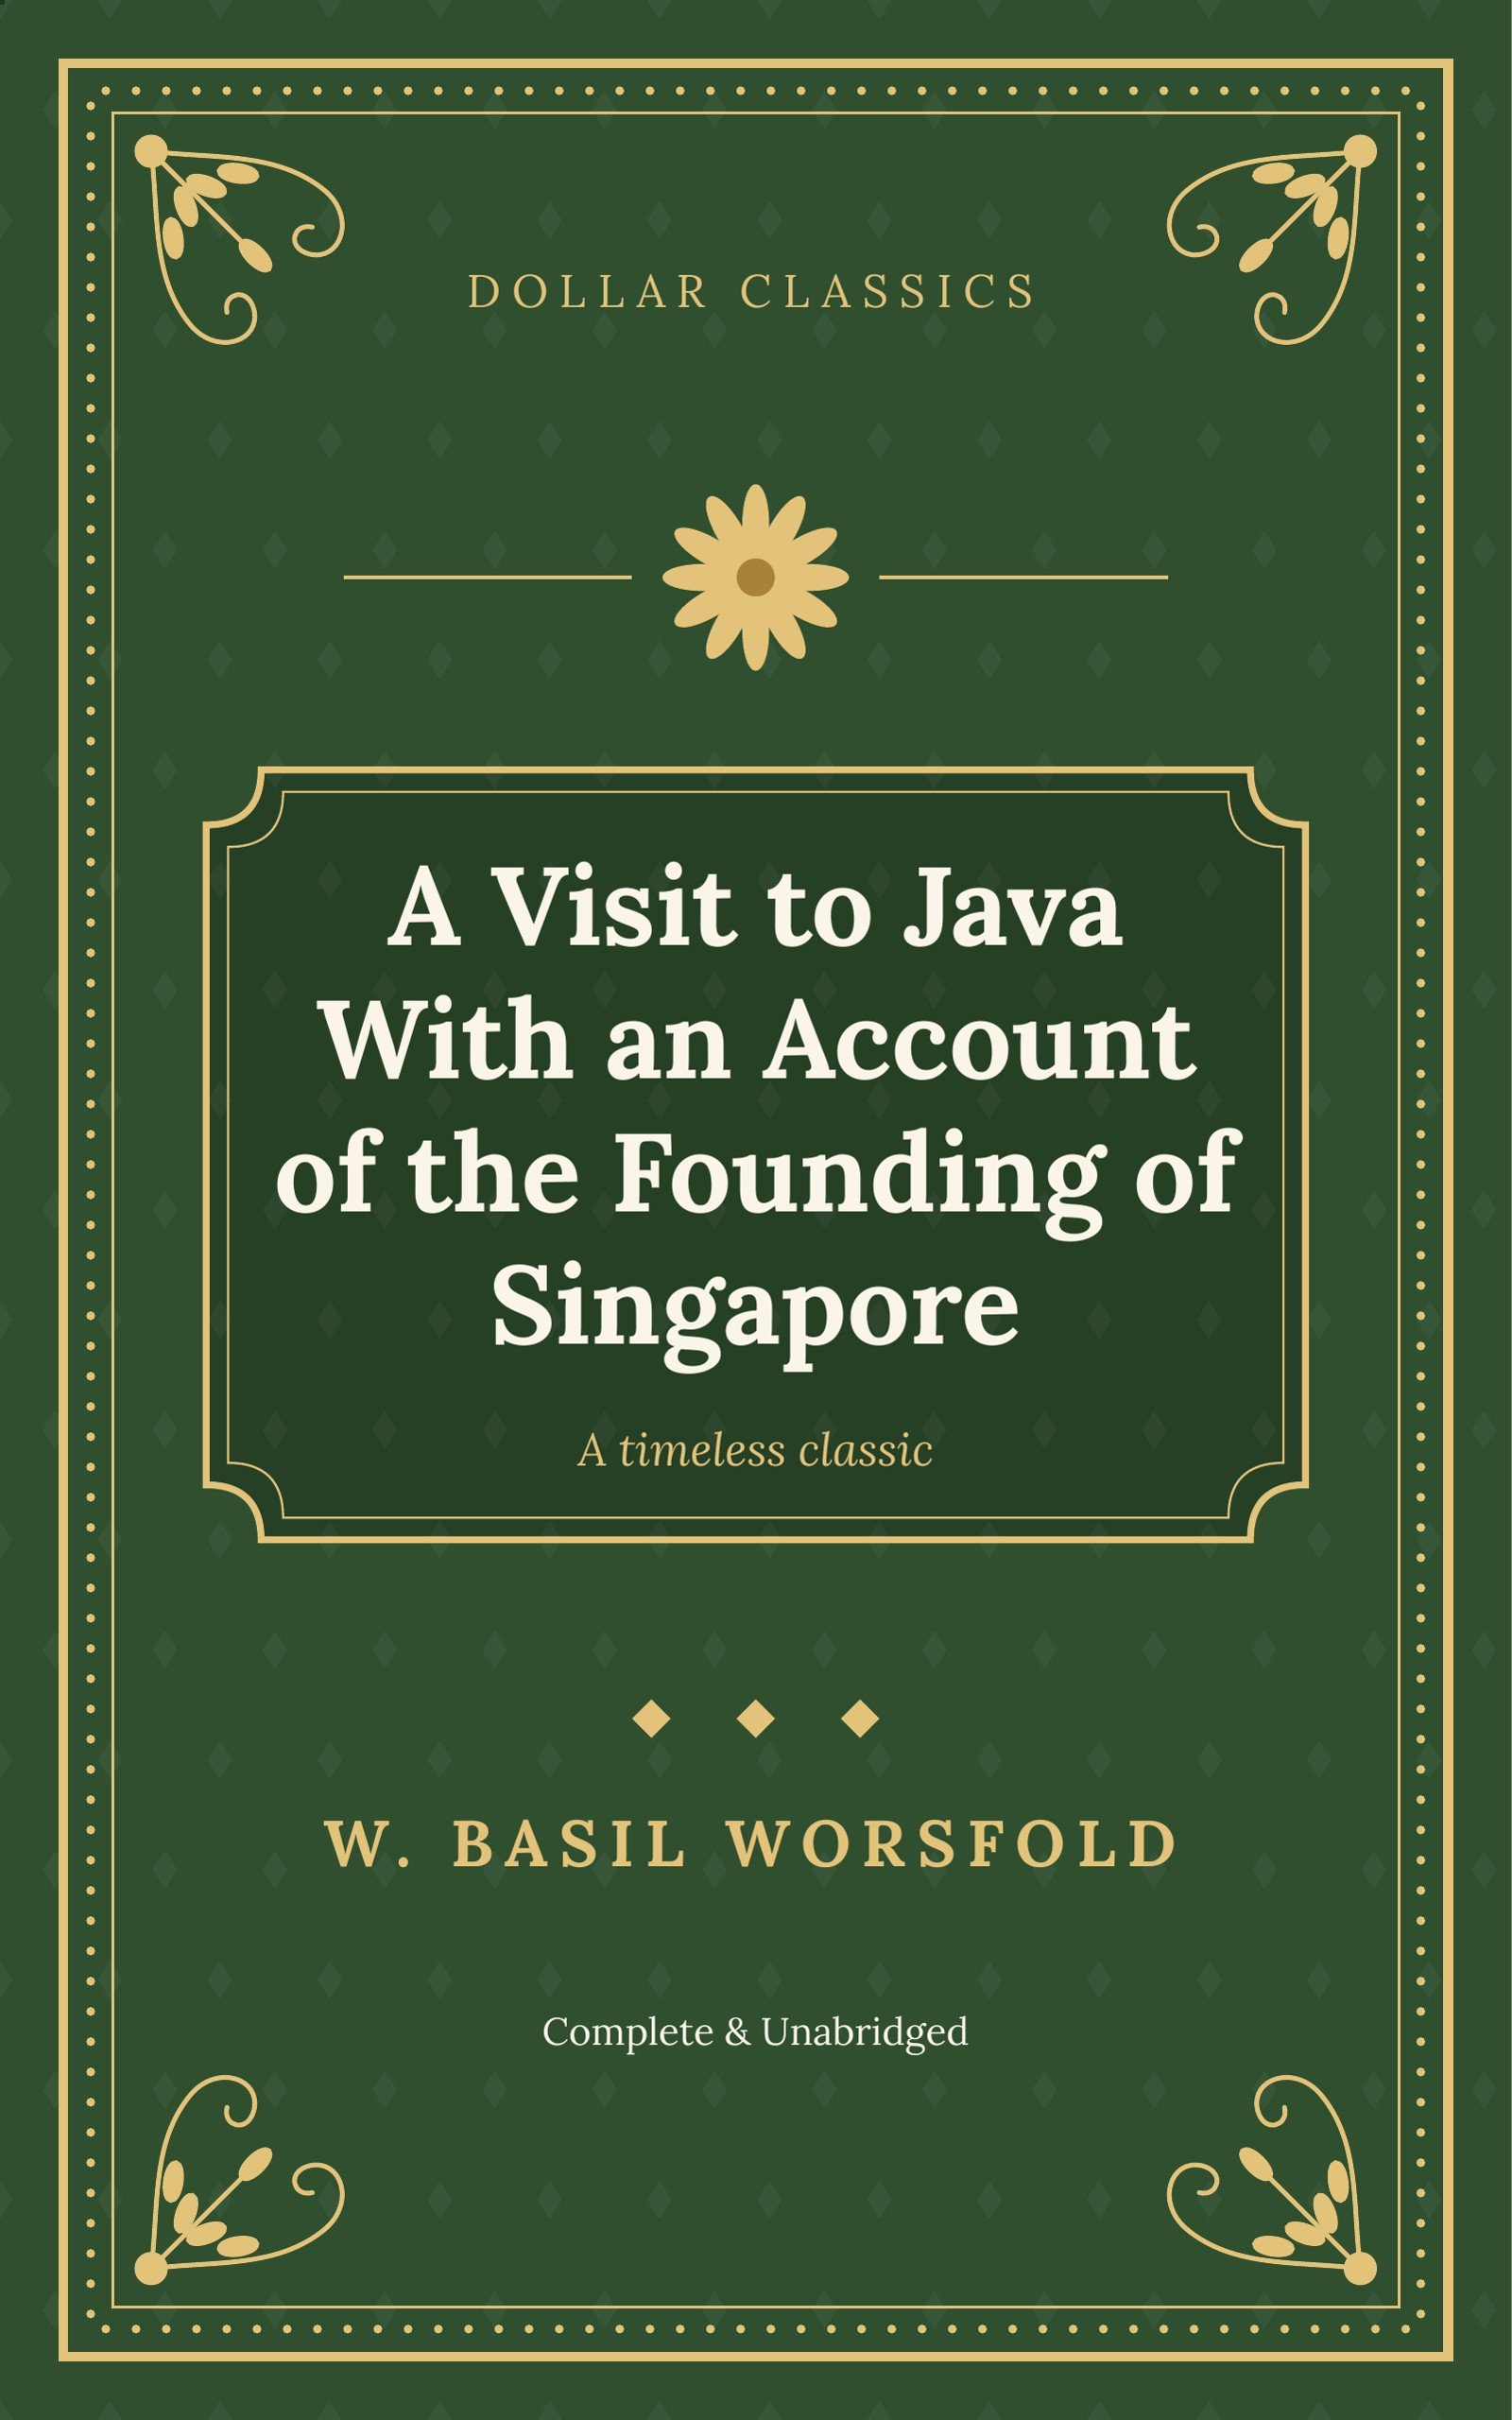 DOLLAR CLASSICS
A Visit to Java
With an Account
of the Founding of
Singapore
A timeless classic
W. BASIL WORSFOLD
Complete & Unabridged